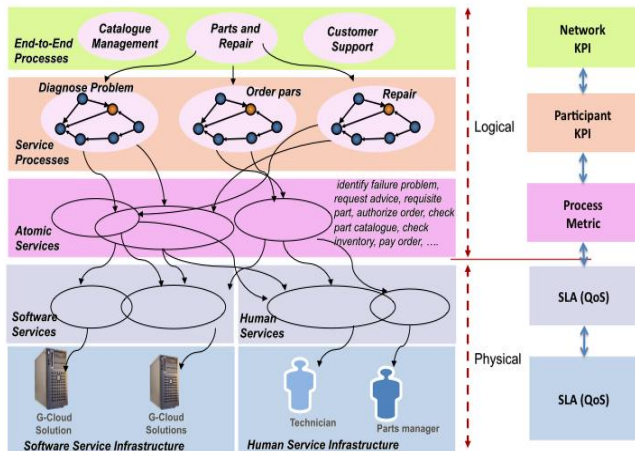 End-to-End
Processes
Catalogue
Management
Parts and
Repair
Customer
Support
Diagnose Problem
Order pars
Repair
Service
Processes
identify failure problem,
request advice, requisite
part, authorize order, check
part catalogue, check
inventory, pay order, ....
Atomic Services
Software
Services
Human
Services
G-Cloud
Solution
G-Cloud
Solutions
Technician
Parts manager
Software Service Infrastructure
Human Service Infrastructure
Logical
Physical
Network
KPI
Participant
KPI
Process
Metric
SLA (QoS)
SLA (QoS)